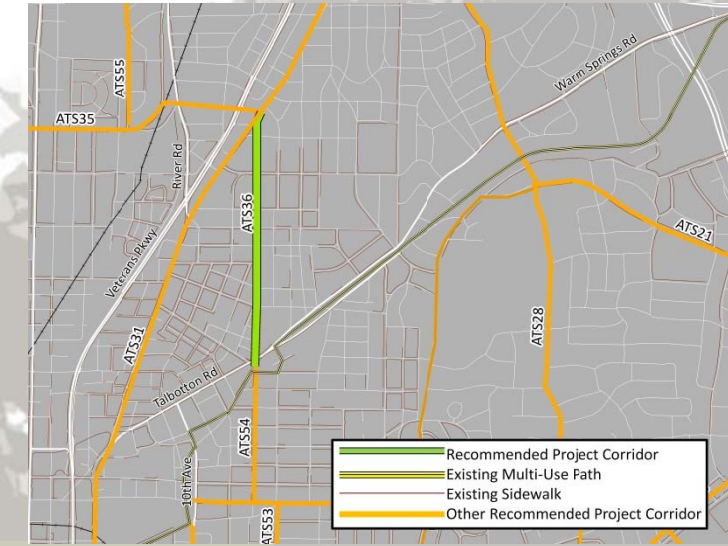 ATS55
Warm Springs Rd
ATS35
River Rd
ATS36
ATS21
Veterans Pkwy
ATS28
ATS31
Talbotton Rd
ATS54
10th Ave
ATS53
Recommended Project Corridor
Existing Multi-Use Path
Existing Sidewalk
Other Recommended Project Corridor